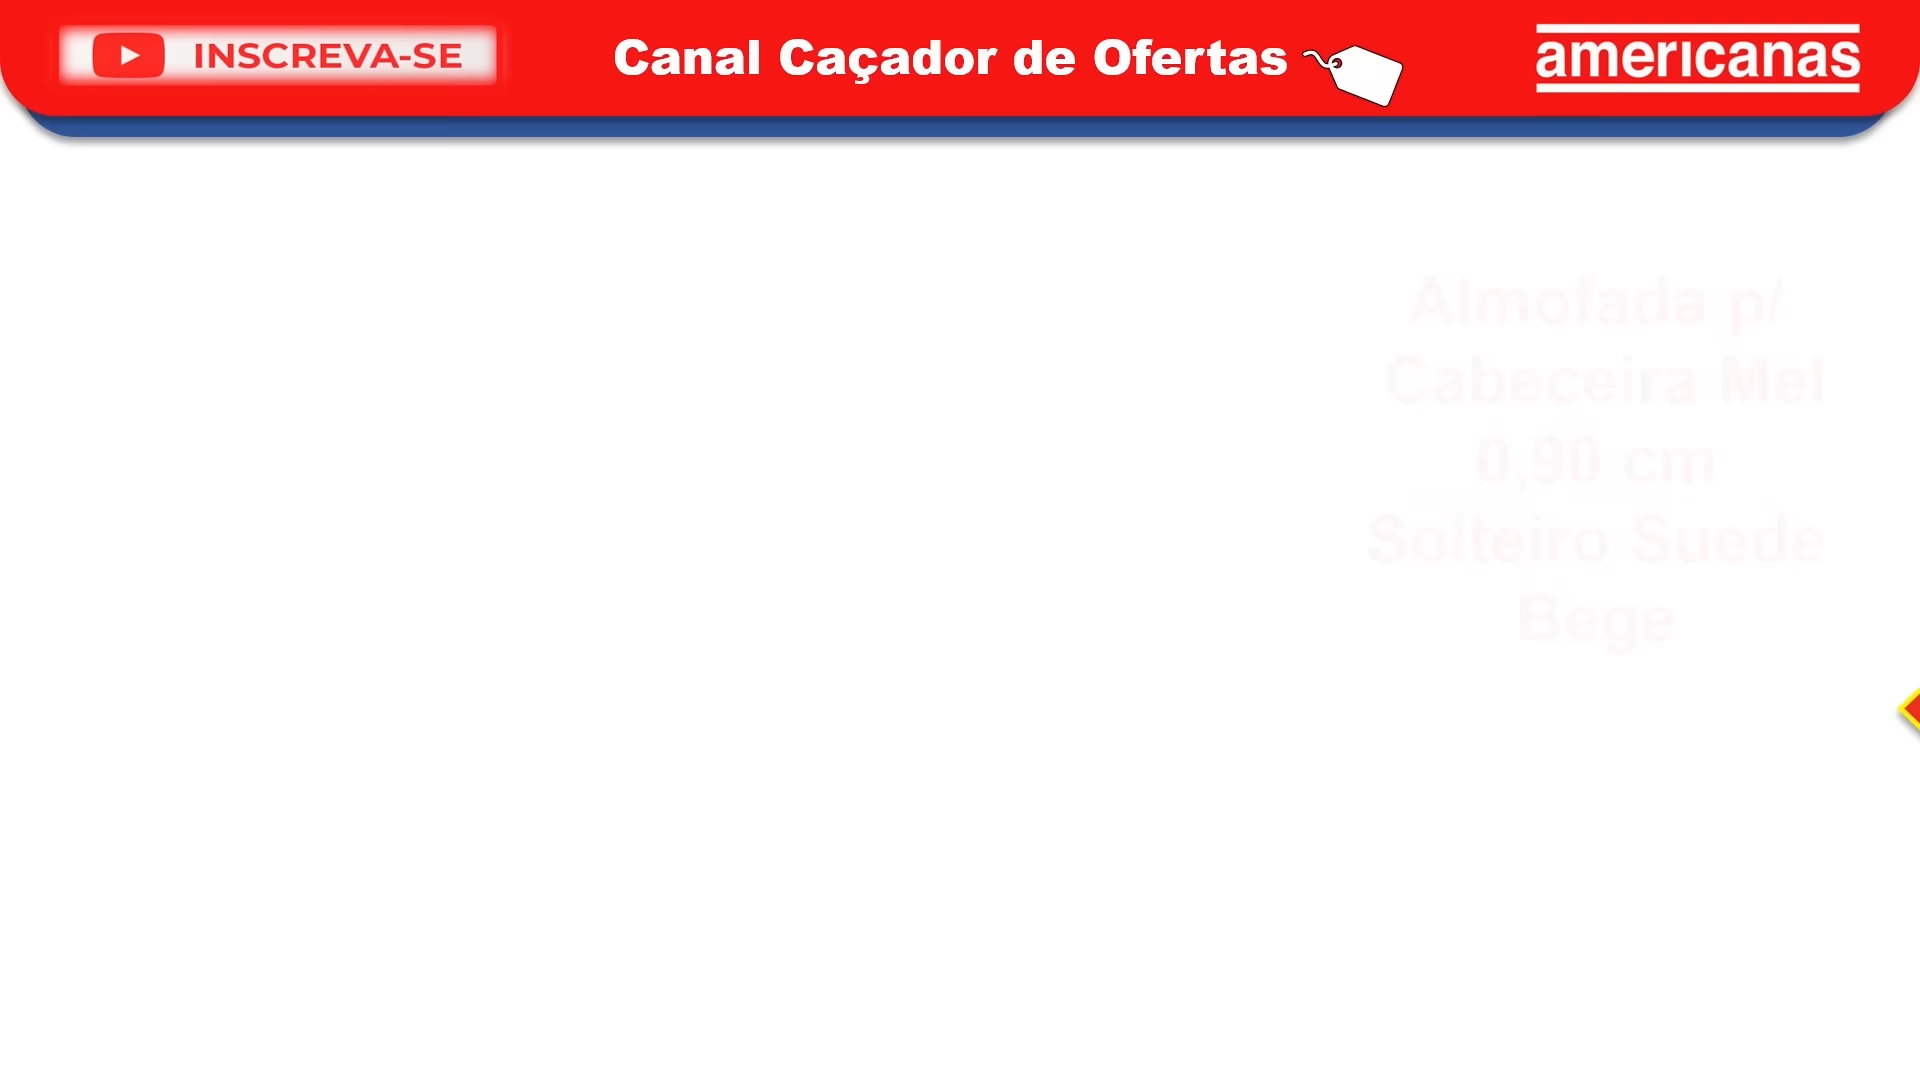 INSCREVA-SE
Canal Caçador de Ofertas
americanas
Almofada p/
Cabeceira Mel
0,90 cm
Solteiro Suede
Bege